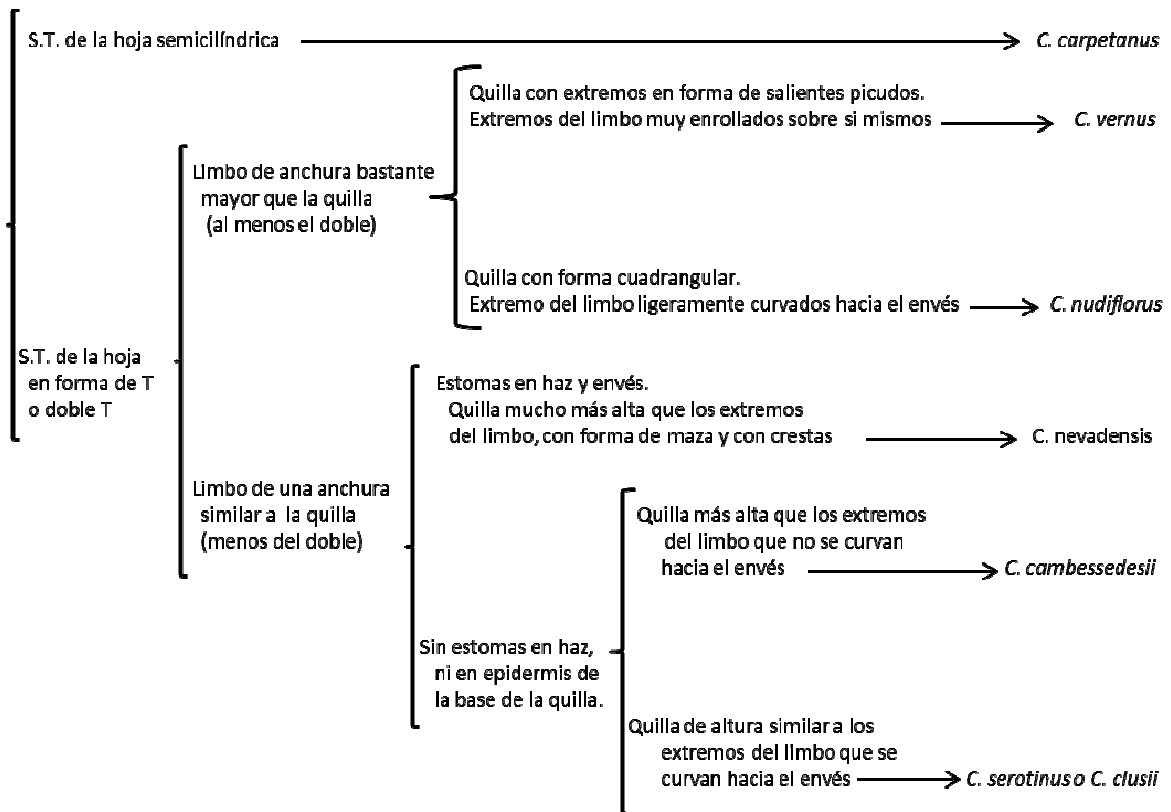 S.T. de la hoja semicilíndrica
C. carpetanus
Quilla con extremos en forma de salientes picudos.
Extremos del limbo muy enrollados sobre si mismos
C. vernus
Limbo de anchura bastante
mayor que la quilla
(al menos el doble)
Quilla con forma cuadrangular.
Extremo del limbo ligeramente curvados hacia el envés
C. nudiflorus
S.T. de la hoja
en forma de T
o doble T
Estomas en haz y envés.
Quilla mucho más alta que los extremos
del limbo, con forma de maza y con crestas
C. nevadensis
Limbo de una anchura
similar a la quilla
(menos del doble)
Quilla más alta que los extremos
del limbo que no se curvan
hacia el envés
C. cambessedesii
Sin estomas en haz,
ni en epidermis de
la base de la quilla.
Quilla de altura similar a los
extremos del limbo que se
curvan hacia el envés
C. serotinus o C. clusii